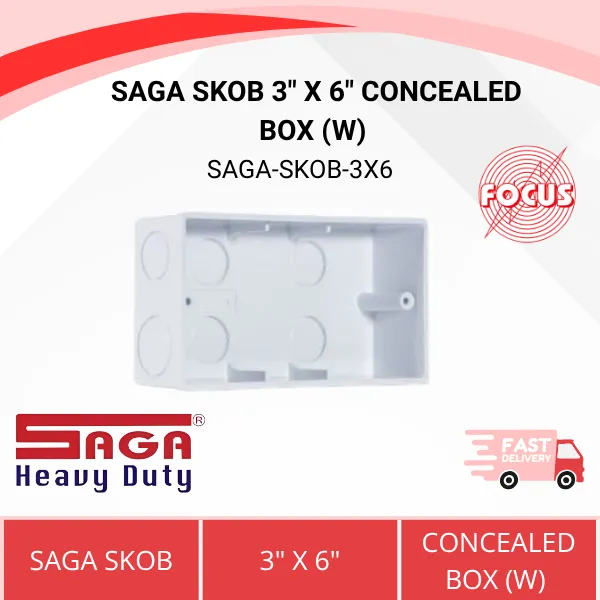 SAGA SKOB 3" X 6" CONCEALED
BOX (W)
SAGA-SKOB-3X6
FOCUS
SAGA®
Heavy Duty
FAST
DELIVERY
SAGA SKOB
3" X 6"
CONCEALED
BOX (W)